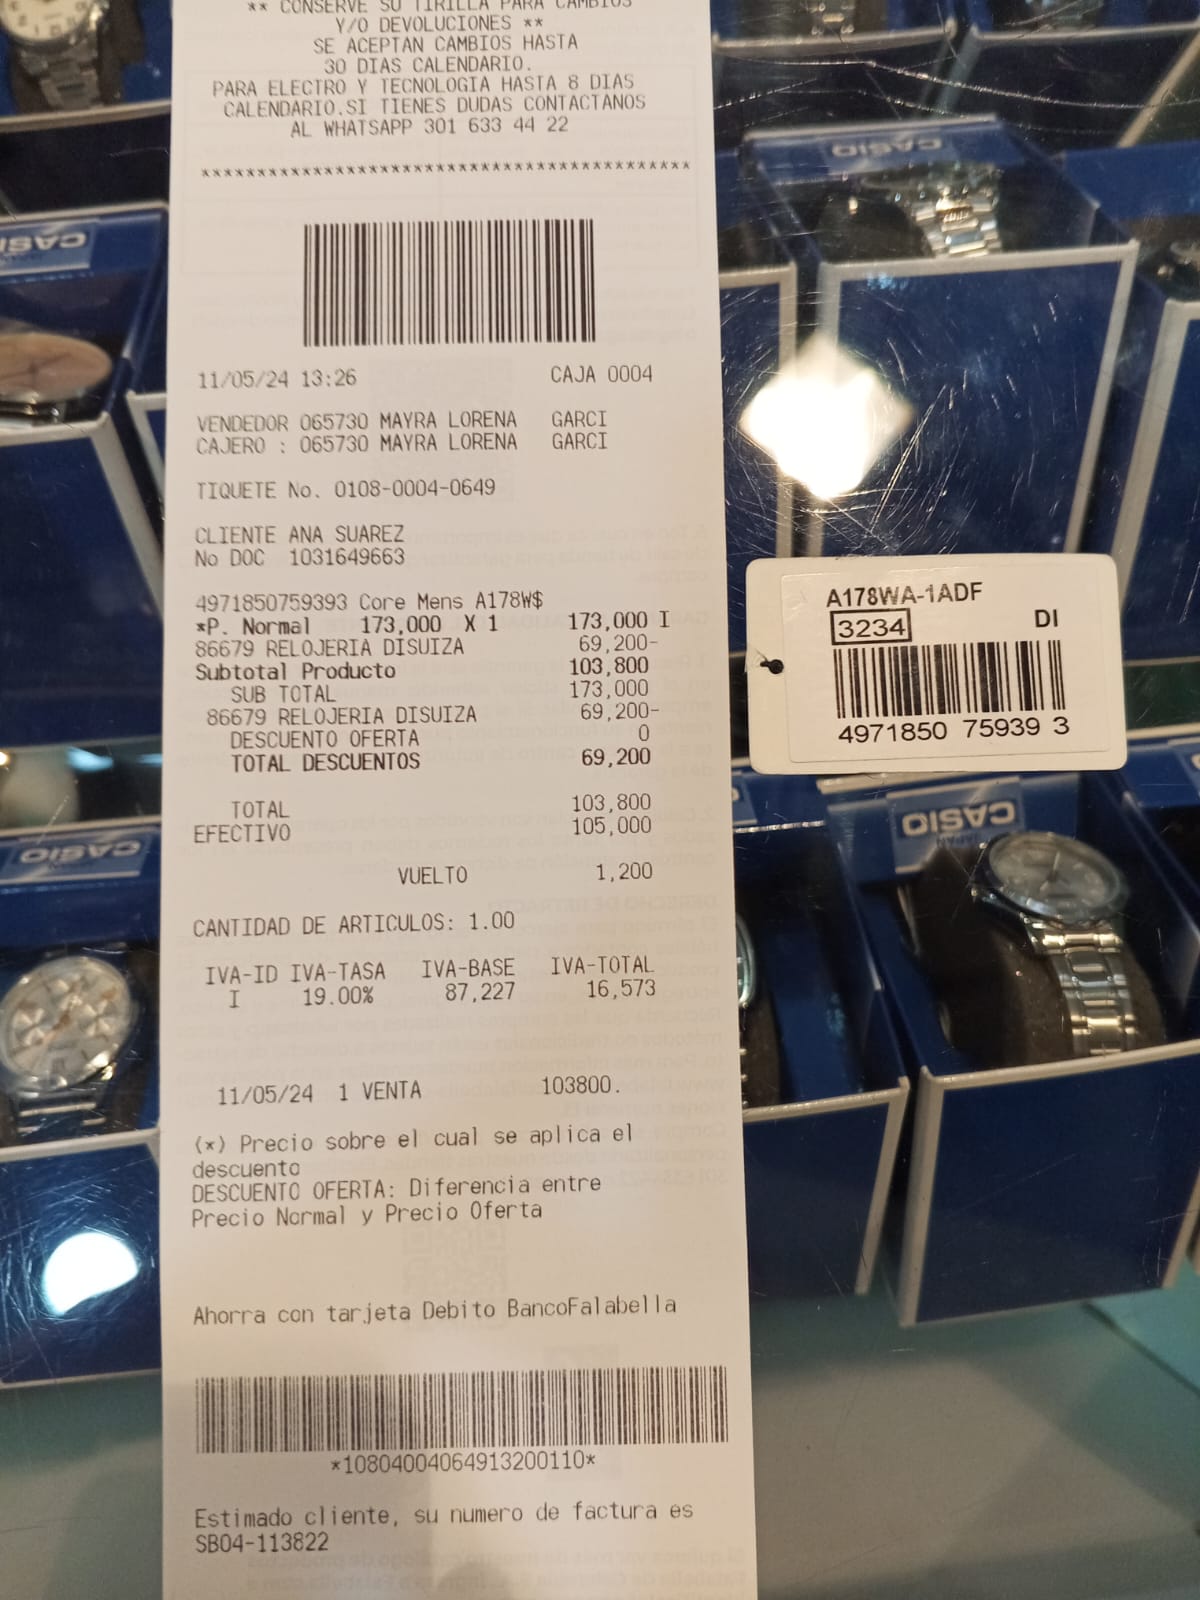 ** CONSERVE SU TIRILLA PARA CAMBIOS
Y/O DEVOLUCIONES **
SE ACEPTAN CAMBIOS HASTA
30 DIAS CALENDARIO.
PARA ELECTRO Y TECNOLOGIA HASTA 8 DIAS
CALENDARIO.SI TIENES DUDAS CONTACTANOS
AL WHATSAPP 301 633 44 22
********************************************
11/05/24 13:26 CAJA 0004
VENDEDOR 065730 MAYRA LORENA GARCI
CAJERO : 065730 MAYRA LORENA GARCI
TIQUETE No. 0108-0004-0649
CLIENTE ANA SUAREZ
No DOC 1031649663
4971850759393 Core Mens A178W$
*P. Normal 173,000 X 1 173,000 I
86679 RELOJERIA DISUIZA 69,200-
Subtotal Producto 103,800
SUB TOTAL 173,000
86679 RELOJERIA DISUIZA 69,200-
DESCUENTO OFERTA 0
TOTAL DESCUENTOS 69,200
TOTAL 103,800
EFECTIVO 105,000
VUELTO 1,200
CANTIDAD DE ARTICULOS: 1.00
IVA-ID IVA-TASA IVA-BASE IVA-TOTAL
I 19.00% 87,227 16,573
11/05/24 1 VENTA 103800.
(*) Precio sobre el cual se aplica el
descuento
DESCUENTO OFERTA: Diferencia entre
Precio Normal y Precio Oferta
Ahorra con tarjeta Debito BancoFalabella
*10804004064913200110*
Estimado cliente, su numero de factura es
SB04-113822
A178WA-1ADF
3234 DI
4971850 75939 3
CASIO
CASIO
CASIO
CASIO